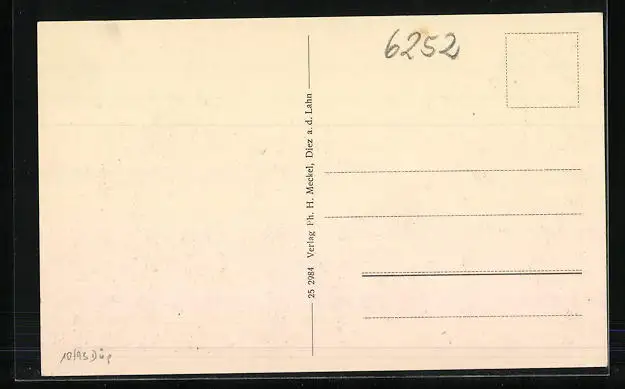 6252
25 2984 Verlag Ph. H. Meckel, Diez a. d. Lahn